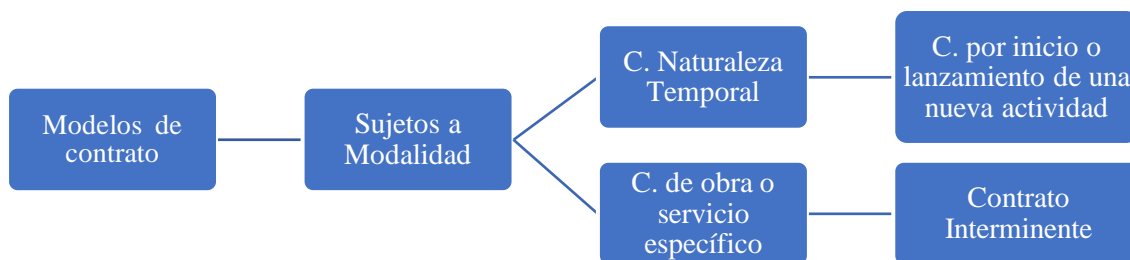 Modelos de
contrato
Sujetos a
Modalidad
C. Naturaleza
Temporal
C. por inicio o
lanzamiento de una
nueva actividad
C. de obra o
servicio
específico
Contrato
Interminente